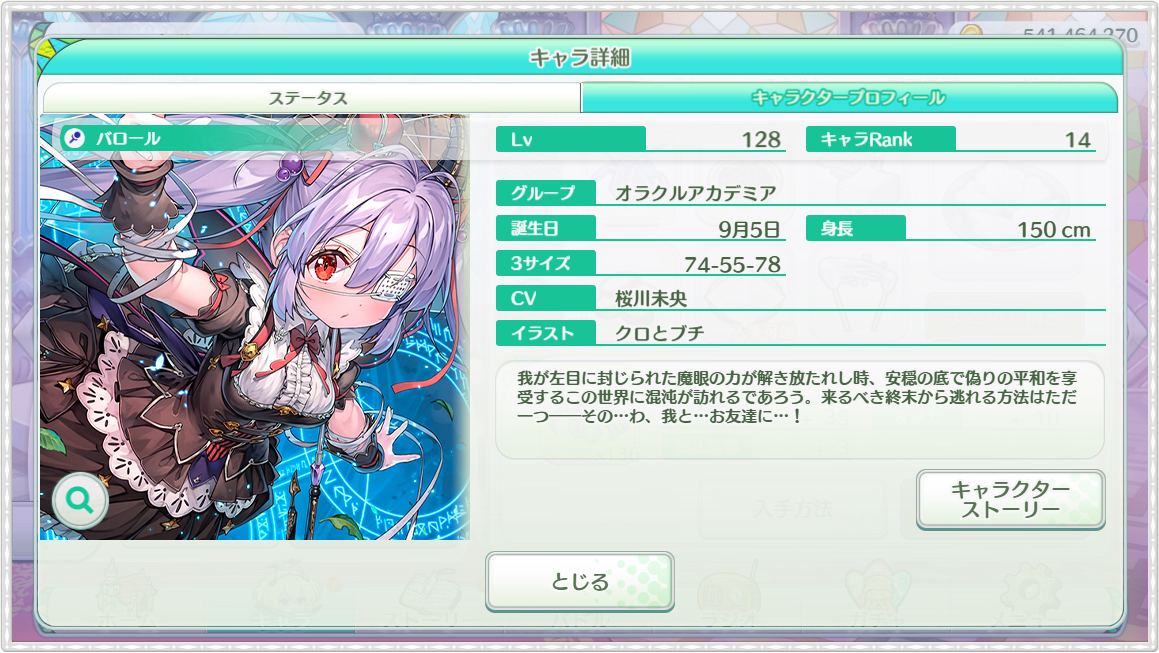 541,464,270
キャラ詳細
ステータス
キャラクタープロフィール
バロール
Lv 128
キャラRank 14
グループ オラクルアカデミア
誕生日 9月5日
身長 150 cm
3サイズ 74-55-78
CV 桜川未央
イラスト クロとブチ
我が左目に封じられた魔眼の力が解き放たれし時、安穏の底で偽りの平和を享
受するこの世界に混沌が訪れるであろう。来るべき終末から逃れる方法はただ
一つ――その…わ、我と…お友達に…！
入手方法
キャラクター
ストーリー
とじる